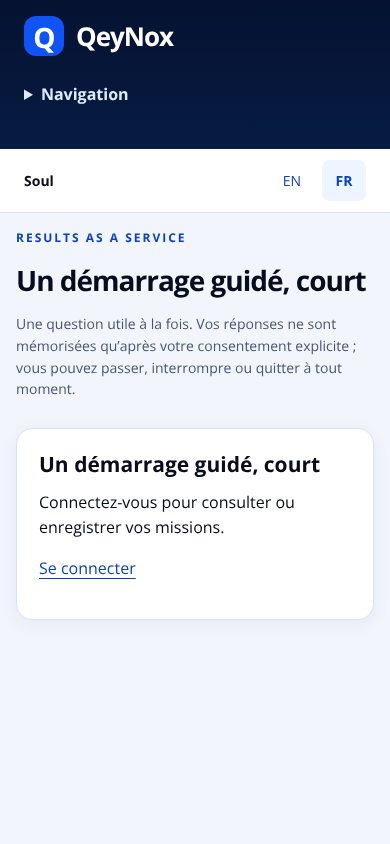 Q QeyNox
Navigation
Soul EN FR
RESULTS AS A SERVICE
Un démarrage guidé, court
Une question utile à la fois. Vos réponses ne sont
mémorisées qu’après votre consentement explicite ;
vous pouvez passer, interrompre ou quitter à tout
moment.
Un démarrage guidé, court
Connectez-vous pour consulter ou
enregistrer vos missions.
Se connecter